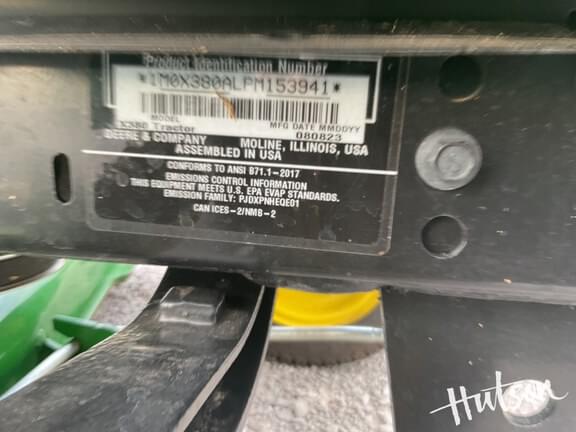 Product Identification Number
*1M0X380ALPM153941*
MODEL
X380 Tractor
MFG DATE MMDDYY
080823
DEERE & COMPANY MOLINE, ILLINOIS, USA
ASSEMBLED IN USA
CONFORMS TO ANSI B71.1-2017
EMISSIONS CONTROL INFORMATION
THIS EQUIPMENT MEETS U.S. EPA EVAP STANDARDS.
EMISSION FAMILY: PJDXPNHEQE01
CAN ICES-2/NMB-2
Hutson